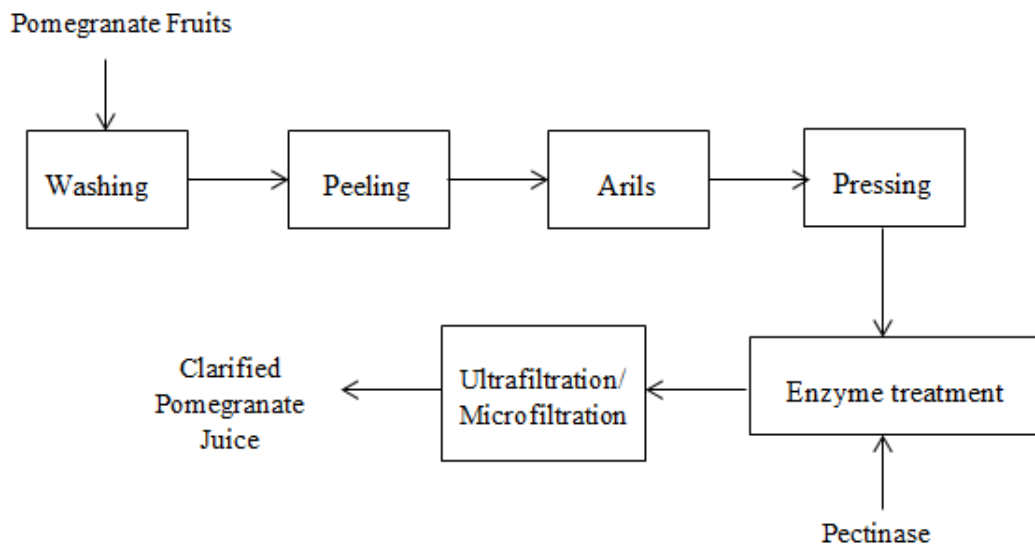 Pomegranate Fruits
Washing
Peeling
Arils
Pressing
Enzyme treatment
Pectinase
Ultrafiltration/
Microfiltration
Clarified
Pomegranate
Juice